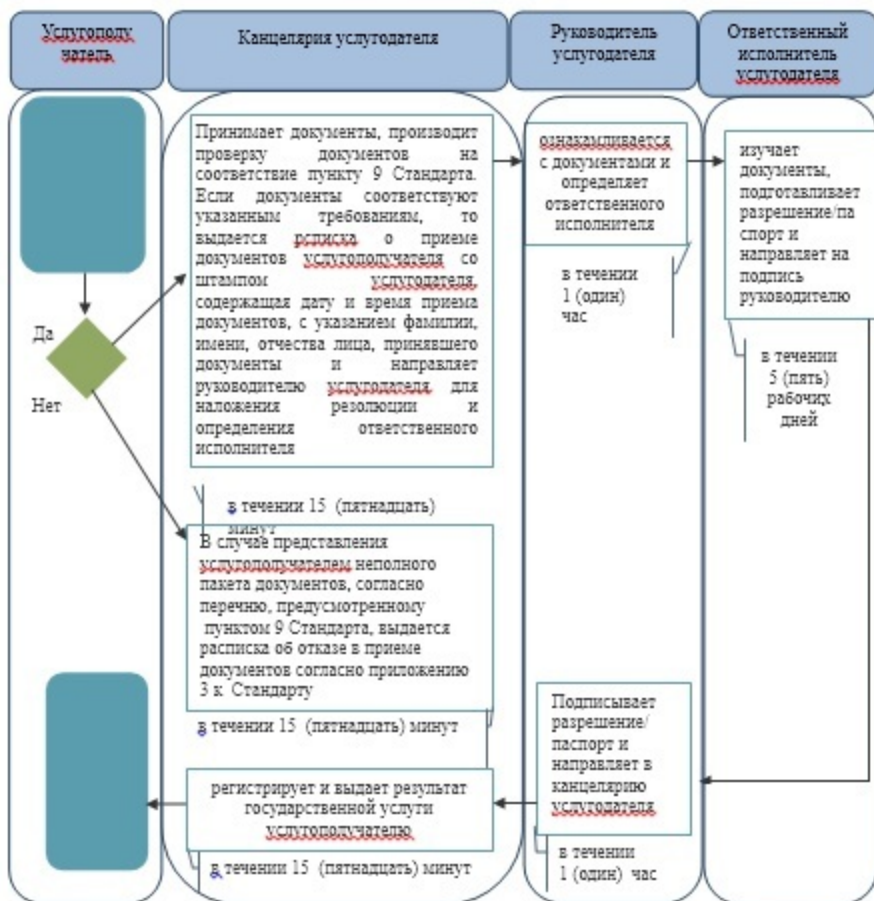 Услугополу
чатель
Канцелярия услугодателя
Руководитель
услугодателя
Ответственный
исполнитель
услугодателя
Принимает документы, производит
проверку документов на
соответствие пункту 9 Стандарта.
Если документы соответствуют
указанным требованиям, то
выдается рсписка о приеме
документов услугополучателя со
штампом услугодателя,
содержащая дату и время приема
документов, с указанием фамилии,
имени, отчества лица, принявшего
документы и направляет
руководителю услугодателя для
наложения резолюции и
определения ответственного
исполнителя
в течении 15 (пятнадцать)
минут
ознакамливается
с документами и
определяет
ответственного
исполнителя
в течении
1 (один)
час
изучает
документы,
подготавливает
разрешение/па
спорт и
направляет на
подпись
руководителю
в течении
5 (пять)
рабочих
дней
Да
Нет
В случае представления
услугополучателем неполного
пакета документов, согласно
перечню, предусмотренному
пунктом 9 Стандарта, выдается
расписка об отказе в приеме
документов согласно приложению
3 к Стандарту
в течении 15 (пятнадцать) минут
Подписывает
разрешение/
паспорт и
направляет в
канцелярию
услугодателя
в течении
1 (один) час
регистрирует и выдает результат
государственной услуги
услугополучателю
в течении 15 (пятнадцать) минут